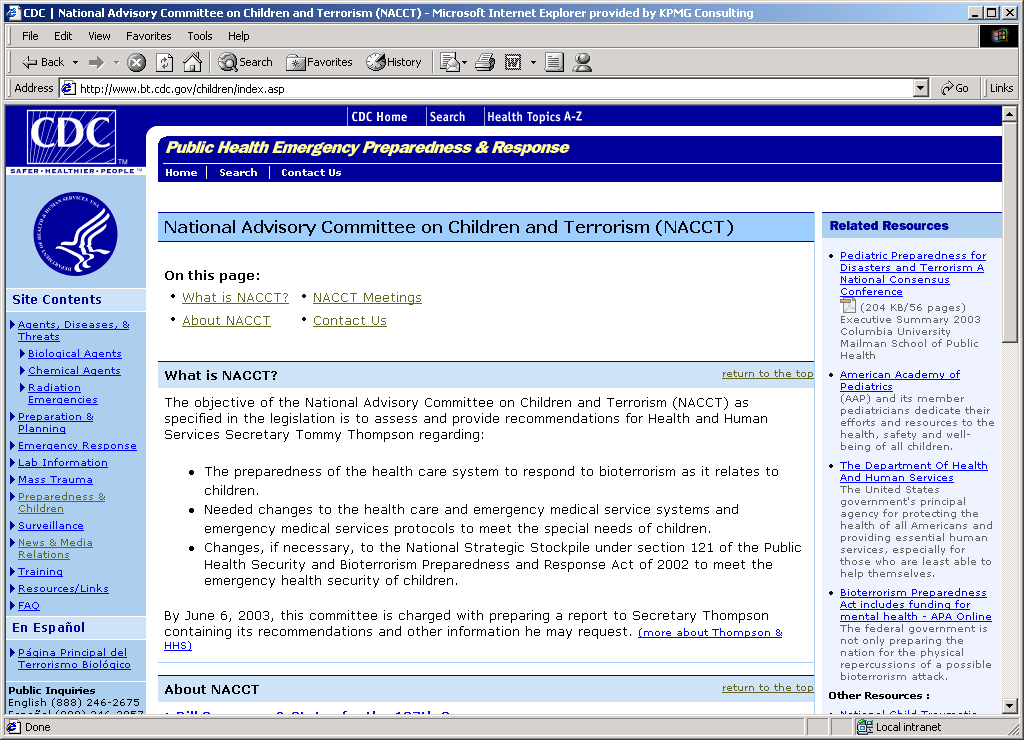 CDC | National Advisory Committee on Children and Terrorism (NACCT) - Microsoft Internet Explorer provided by KPMG Consulting
File Edit View Favorites Tools Help
Back Search Favorites History
Address http://www.bt.cdc.gov/children/index.asp Go Links
CDC Home Search Health Topics A-Z
CDC TM
SAFER • HEALTHIER • PEOPLE ™
Public Health Emergency Preparedness & Response
Home Search Contact Us
DEPARTMENT OF HEALTH & HUMAN SERVICES USA
Site Contents
Agents, Diseases, &
Threats
Biological Agents
Chemical Agents
Radiation
Emergencies
Preparation &
Planning
Emergency Response
Lab Information
Mass Trauma
Preparedness &
Children
Surveillance
News & Media
Relations
Training
Resources/Links
FAQ
En Español
Página Principal del
Terrorismo Biológico
Public Inquiries
English (888) 246-2675
Español (888) 246-2857
National Advisory Committee on Children and Terrorism (NACCT)
On this page:
• What is NACCT? • NACCT Meetings
• About NACCT • Contact Us
What is NACCT? return to the top
The objective of the National Advisory Committee on Children and Terrorism (NACCT) as
specified in the legislation is to assess and provide recommendations for Health and Human
Services Secretary Tommy Thompson regarding:
• The preparedness of the health care system to respond to bioterrorism as it relates to
children.
• Needed changes to the health care and emergency medical service systems and
emergency medical services protocols to meet the special needs of children.
• Changes, if necessary, to the National Strategic Stockpile under section 121 of the Public
Health Security and Bioterrorism Preparedness and Response Act of 2002 to meet the
emergency health security of children.
By June 6, 2003, this committee is charged with preparing a report to Secretary Thompson
containing its recommendations and other information he may request. (more about Thompson &
HHS)
About NACCT return to the top
Related Resources
• Pediatric Preparedness for
Disasters and Terrorism A
National Consensus
Conference
(204 KB/56 pages)
Executive Summary 2003
Columbia University
Mailman School of Public
Health
• American Academy of
Pediatrics
(AAP) and its member
pediatricians dedicate their
efforts and resources to the
health, safety and well-
being of all children.
• The Department Of Health
And Human Services
The United States
government's principal
agency for protecting the
health of all Americans and
providing essential human
services, especially for
those who are least able to
help themselves.
• Bioterrorism Preparedness
Act includes funding for
mental health - APA Online
The federal government is
not only preparing the
nation for the physical
repercussions of a possible
bioterrorism attack.
Other Resources :
• National Child Traumatic
Done Local intranet